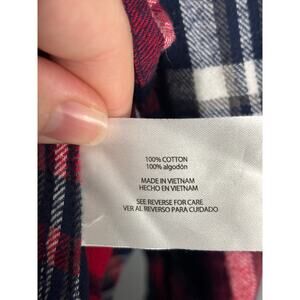 100% COTTON
100% algodón
MADE IN VIETNAM
HECHO EN VIETNAM
SEE REVERSE FOR CARE
VER AL REVERSO PARA CUIDADO